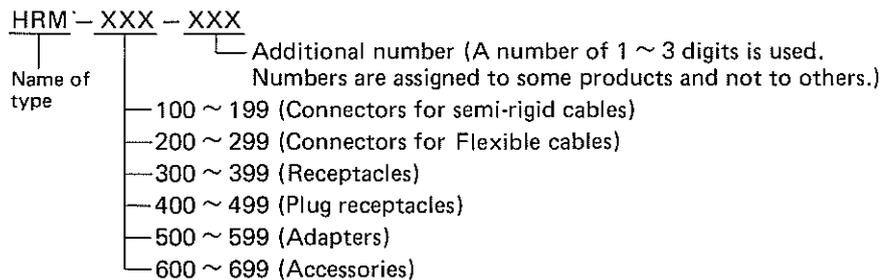 HRM – XXX – XXX
Additional number (A number of 1 ~ 3 digits is used.
Numbers are assigned to some products and not to others.)
Name of
type
100 ~ 199 (Connectors for semi-rigid cables)
200 ~ 299 (Connectors for Flexible cables)
300 ~ 399 (Receptacles)
400 ~ 499 (Plug receptacles)
500 ~ 599 (Adapters)
600 ~ 699 (Accessories)